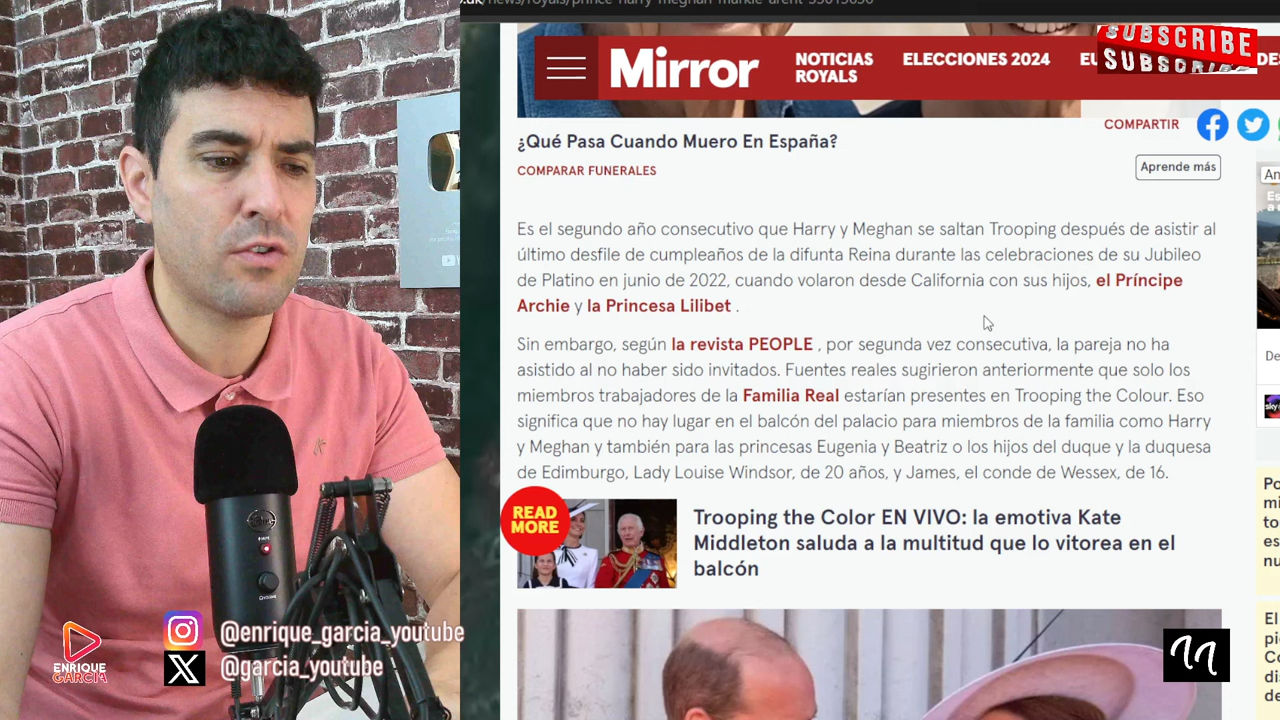 /news/royals/prince-harry-meghan-markle-arent-33015630
SUBSCRIBE
SUBSCRIBE
Mirror
NOTICIAS
ROYALS
ELECCIONES 2024
COMPARTIR
¿Qué Pasa Cuando Muero En España?
COMPARAR FUNERALES
Aprende más
Es el segundo año consecutivo que Harry y Meghan se saltan Trooping después de asistir al
último desfile de cumpleaños de la difunta Reina durante las celebraciones de su Jubileo
de Platino en junio de 2022, cuando volaron desde California con sus hijos, el Príncipe
Archie y la Princesa Lilibet .
Sin embargo, según la revista PEOPLE , por segunda vez consecutiva, la pareja no ha
asistido al no haber sido invitados. Fuentes reales sugirieron anteriormente que solo los
miembros trabajadores de la Familia Real estarían presentes en Trooping the Colour. Eso
significa que no hay lugar en el balcón del palacio para miembros de la familia como Harry
y Meghan y también para las princesas Eugenia y Beatriz o los hijos del duque y la duquesa
de Edimburgo, Lady Louise Windsor, de 20 años, y James, el conde de Wessex, de 16.
READ
MORE
Trooping the Color EN VIVO: la emotiva Kate
Middleton saluda a la multitud que lo vitorea en el
balcón
@enrique_garcia_youtube
@garcia_youtube
ENRIQUE
GARCIA